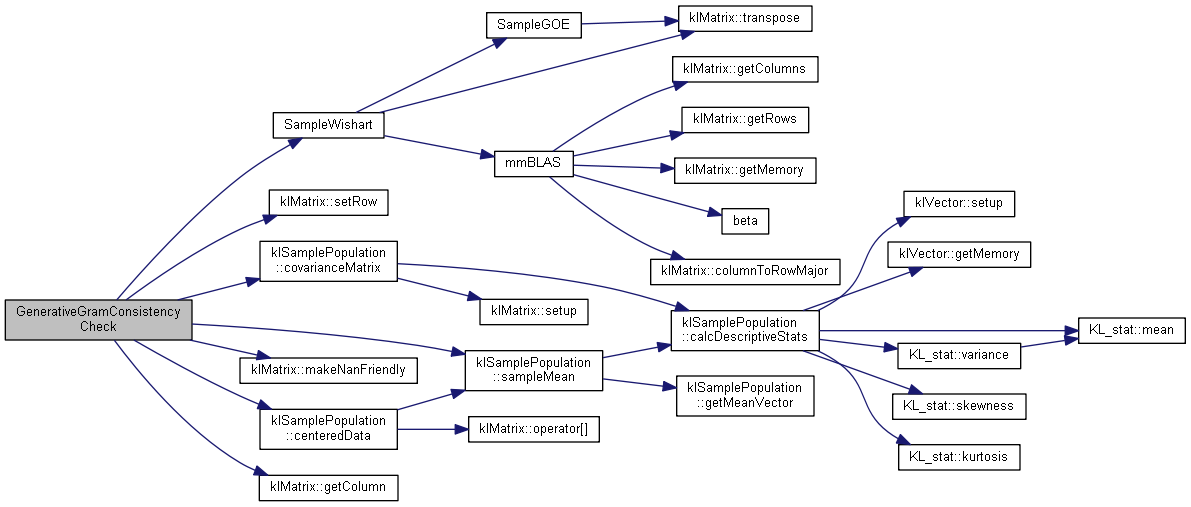 SampleGOE
klMatrix::transpose
klMatrix::getColumns
SampleWishart
klMatrix::getRows
mmBLAS
klMatrix::getMemory
klMatrix::setRow
beta
klVector::setup
klSamplePopulation
::covarianceMatrix
klVector::getMemory
klMatrix::columnToRowMajor
GenerativeGramConsistency
Check
klMatrix::setup
klSamplePopulation
::calcDescriptiveStats
KL_stat::mean
KL_stat::variance
klMatrix::makeNanFriendly
klSamplePopulation
::sampleMean
klSamplePopulation
::getMeanVector
KL_stat::skewness
klSamplePopulation
::centeredData
klMatrix::operator[]
KL_stat::kurtosis
klMatrix::getColumn